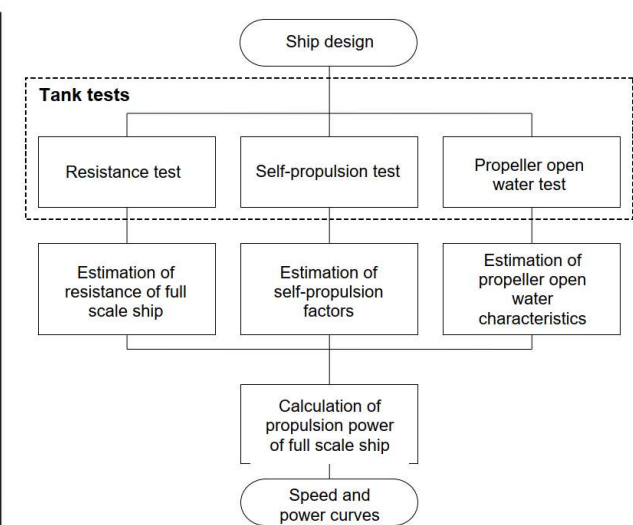 Ship design
Tank tests
Resistance test
Self-propulsion test
Propeller open
water test
Estimation of
resistance of full
scale ship
Estimation of
self-propulsion
factors
Estimation of
propeller open
water
characteristics
Calculation of
propulsion power
of full scale ship
Speed and
power curves